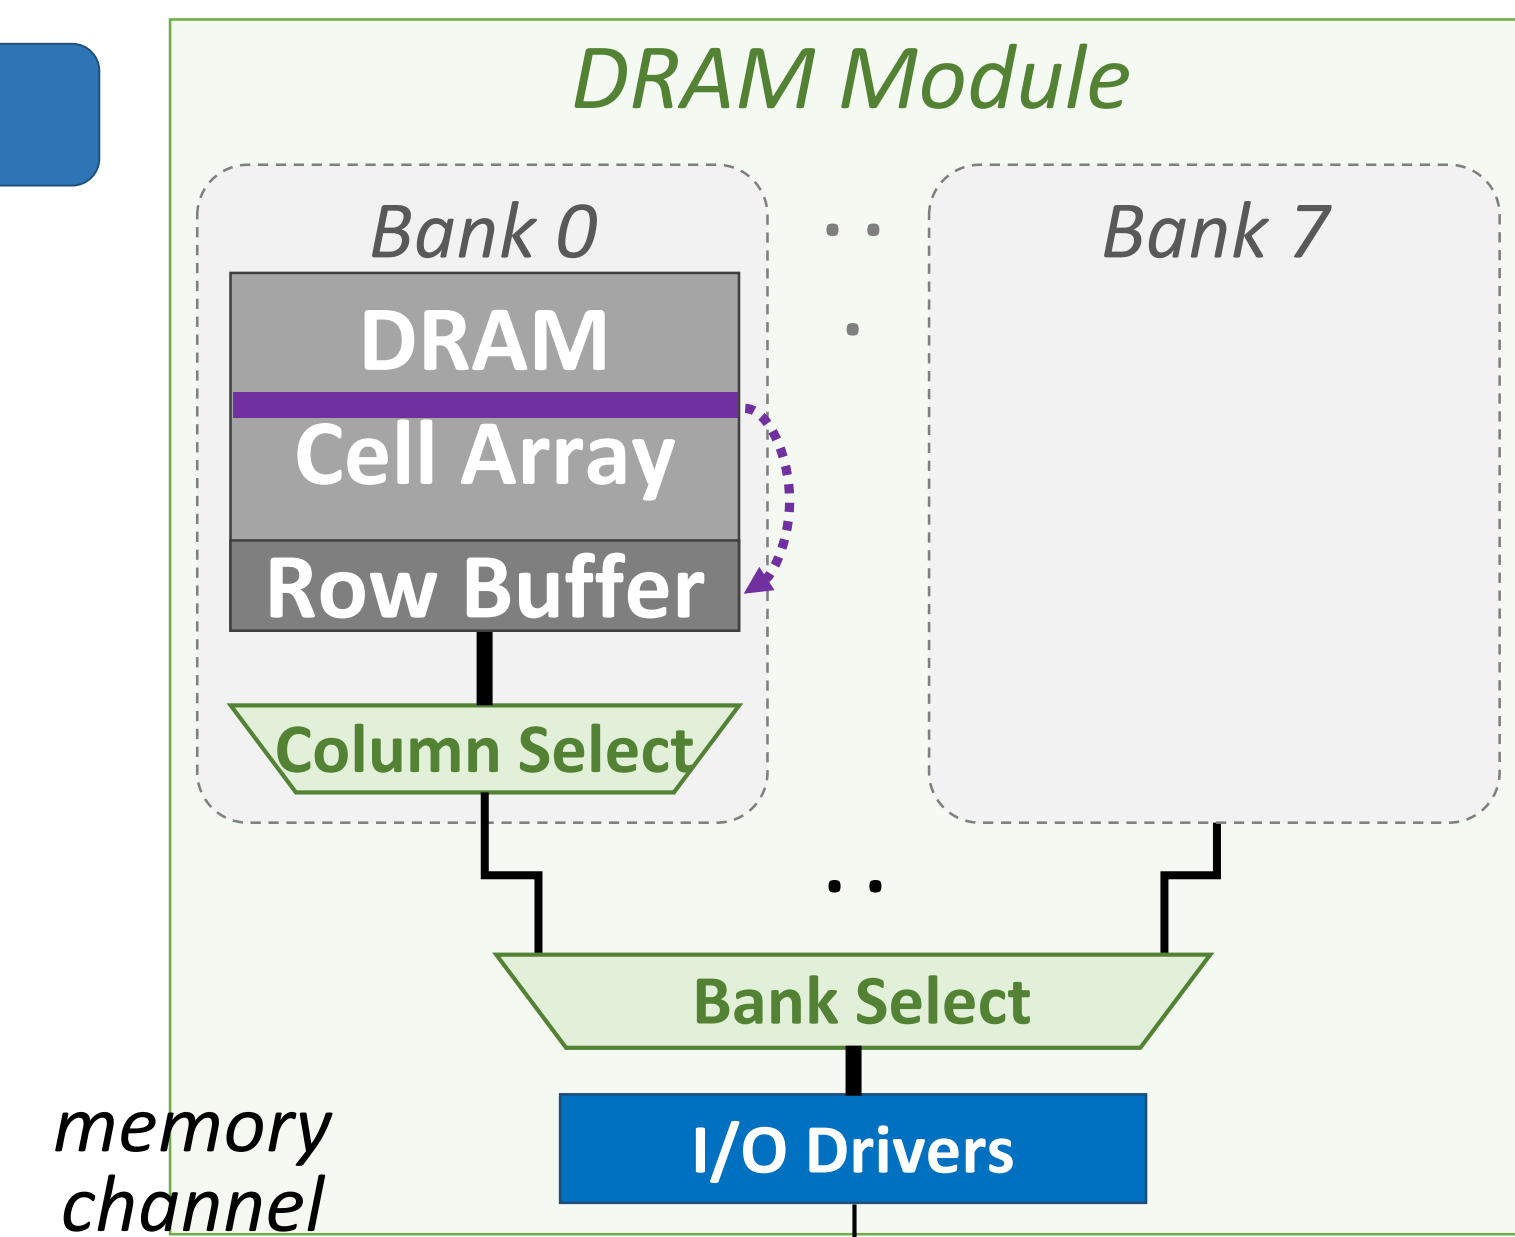 DRAM Module
Bank 0
. .
.
Bank 7
DRAM
Cell Array
Row Buffer
Column Select
. .
Bank Select
I/O Drivers
memory
channel